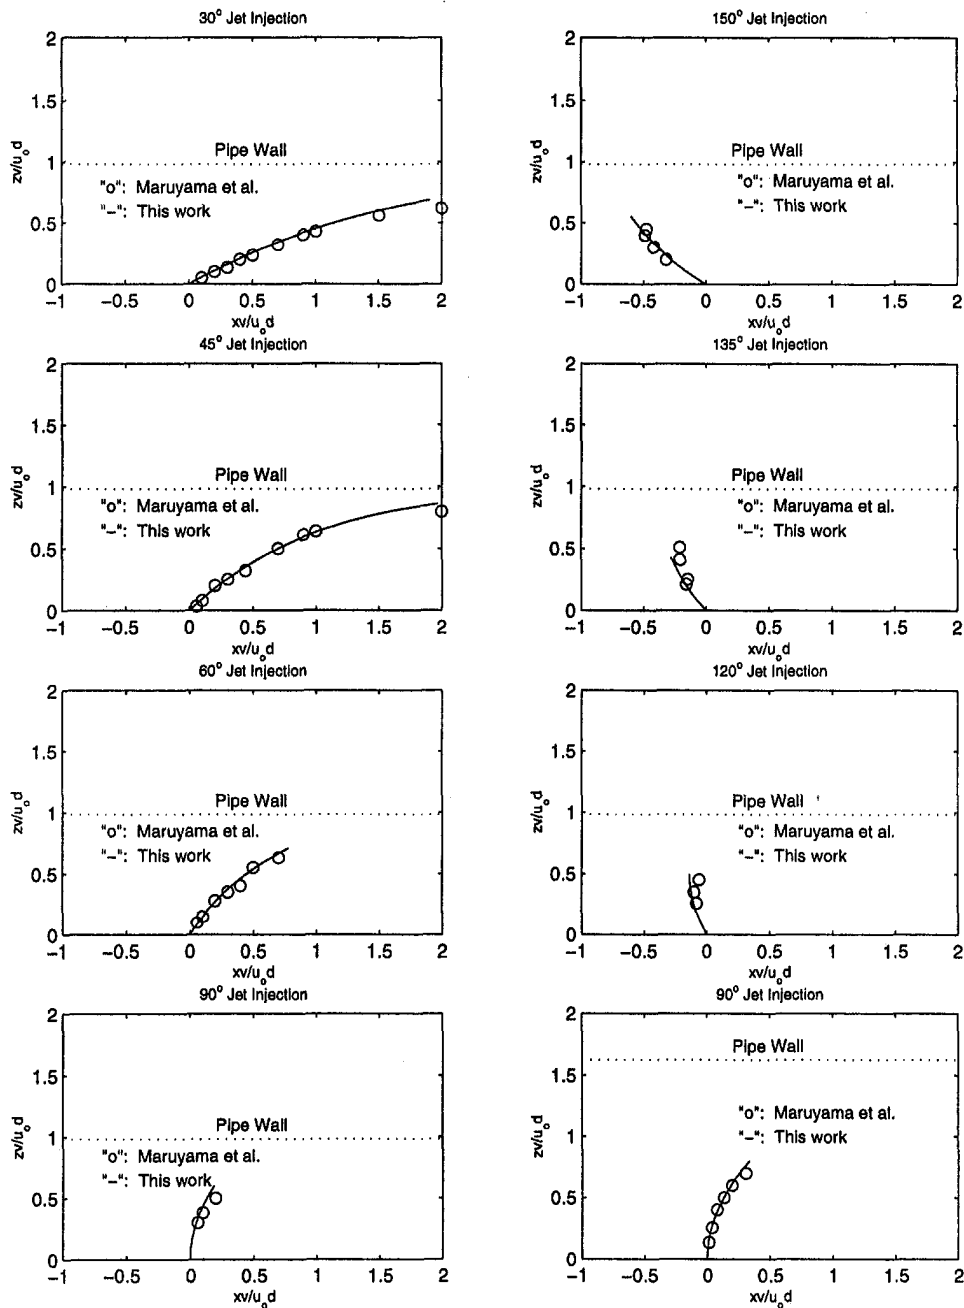 30° Jet Injection
2
1.5
zv/u₀d
Pipe Wall
1
"o": Maruyama et al.
"–": This work
0.5
0
−1 −0.5 0 0.5 1 1.5 2
xv/u₀d
150° Jet Injection
2
1.5
zv/u₀d
Pipe Wall
1
"o": Maruyama et al.
"–": This work
0.5
0
−1 −0.5 0 0.5 1 1.5 2
xv/u₀d
45° Jet Injection
2
1.5
zv/u₀d
Pipe Wall
1
"o": Maruyama et al.
"–": This work
0.5
0
−1 −0.5 0 0.5 1 1.5 2
xv/u₀d
135° Jet Injection
2
1.5
zv/u₀d
Pipe Wall
1
"o": Maruyama et al.
"–": This work
0.5
0
−1 −0.5 0 0.5 1 1.5 2
xv/u₀d
60° Jet Injection
2
1.5
zv/u₀d
Pipe Wall
1
"o": Maruyama et al.
"–": This work
0.5
0
−1 −0.5 0 0.5 1 1.5 2
xv/u₀d
120° Jet Injection
2
1.5
zv/u₀d
Pipe Wall
1
"o": Maruyama et al.
"–": This work
0.5
0
−1 −0.5 0 0.5 1 1.5 2
xv/u₀d
90° Jet Injection
2
1.5
zv/u₀d
Pipe Wall
1
"o": Maruyama et al.
"–": This work
0.5
0
−1 −0.5 0 0.5 1 1.5 2
xv/u₀d
90° Jet Injection
2
Pipe Wall
1.5
zv/u₀d
"o": Maruyama et al.
1
"–": This work
0.5
0
−1 −0.5 0 0.5 1 1.5 2
xv/u₀d